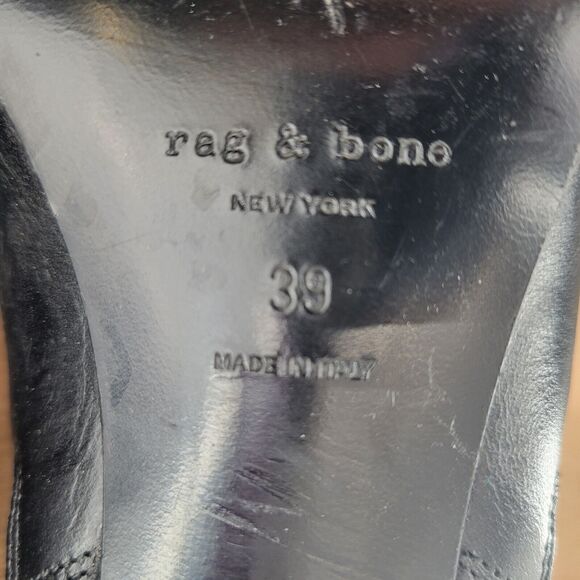 rag & bone
NEW YORK
39
MADE IN ITALY